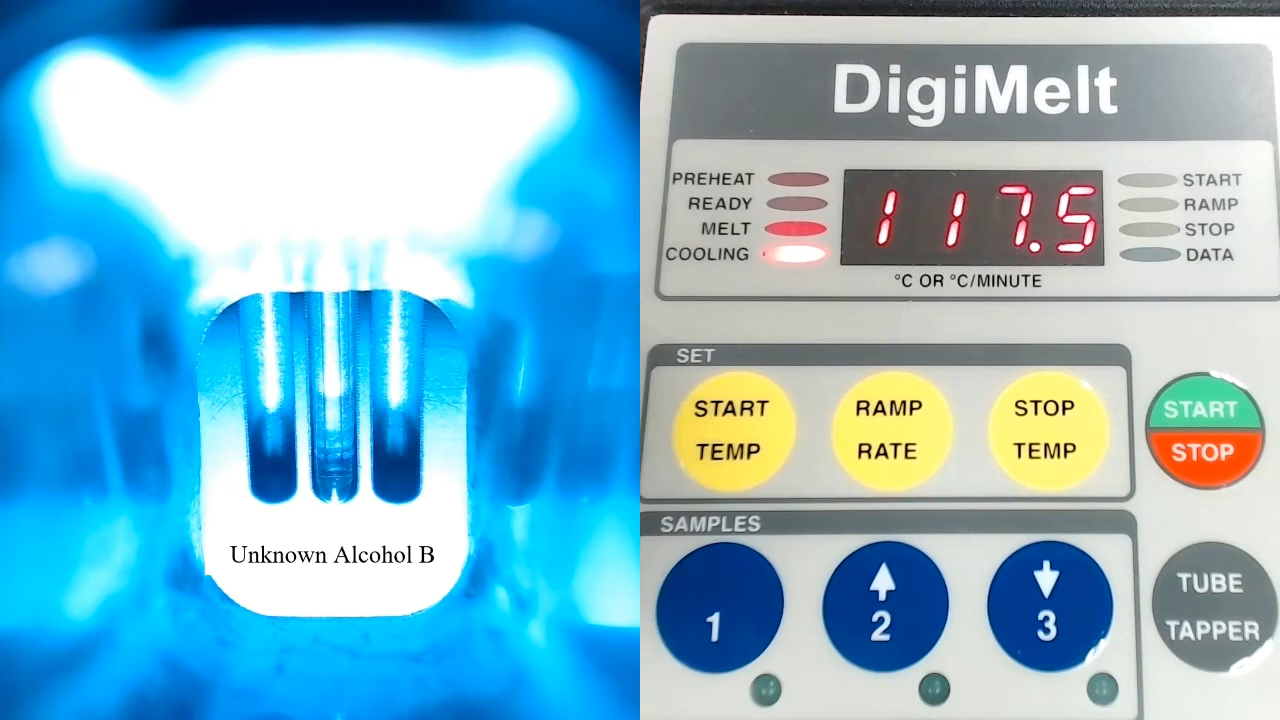 Unknown Alcohol B
DigiMelt
PREHEAT
READY
MELT
COOLING
117.5
START
RAMP
STOP
DATA
°C OR °C/MINUTE
SET
START
TEMP
RAMP
RATE
STOP
TEMP
START
STOP
SAMPLES
1
2
3
TUBE
TAPPER